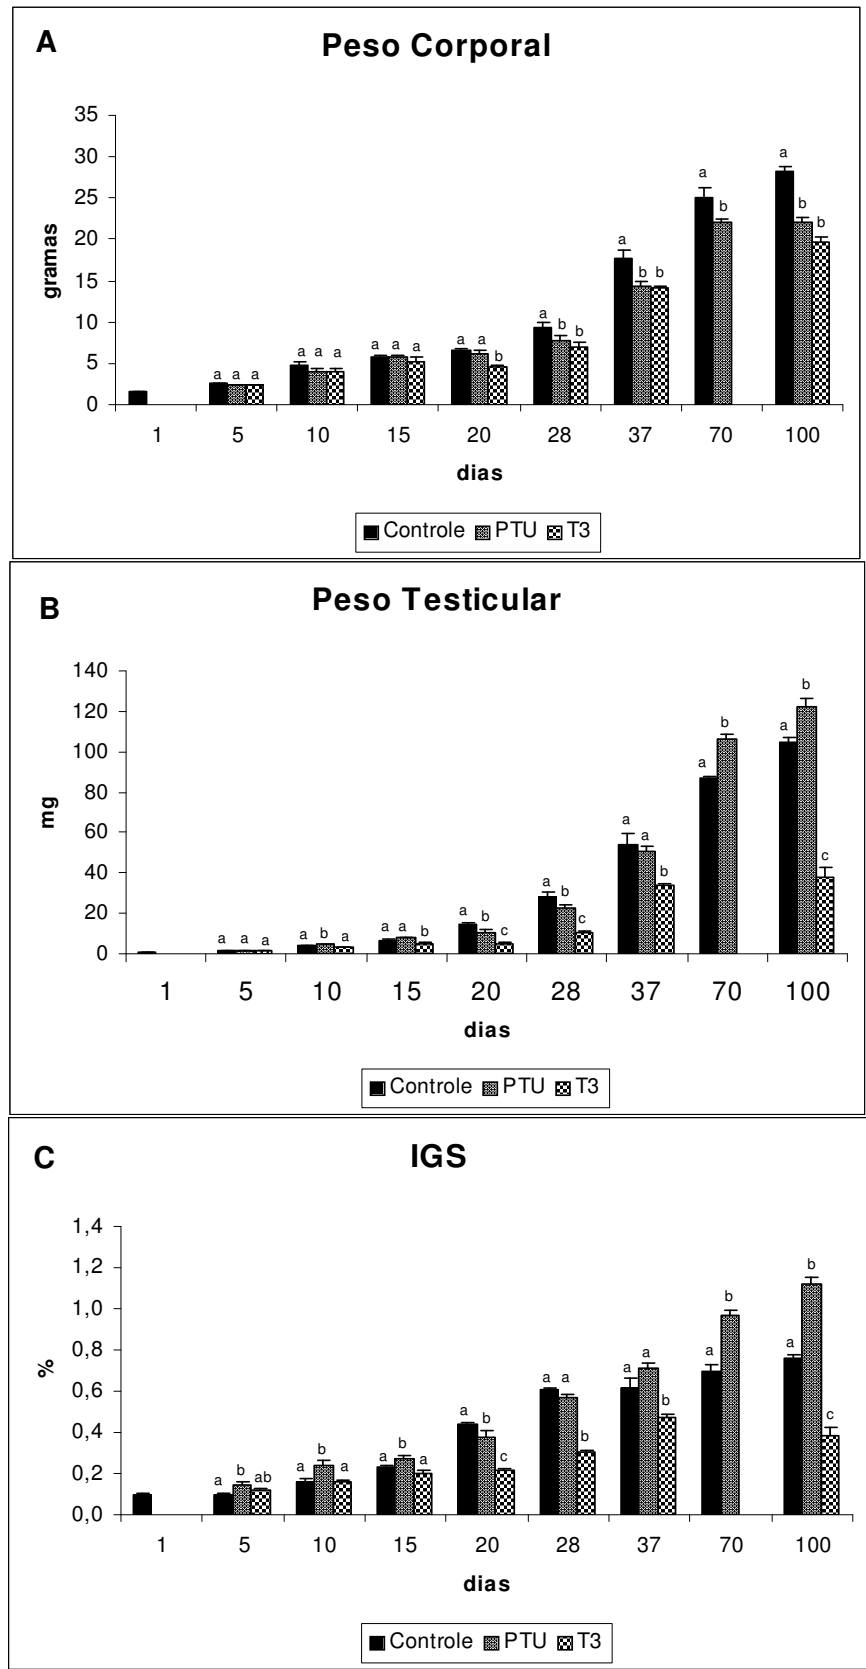 A
Peso Corporal
35
30
25
20
15
10
5
0
gramas
a a a
a a a
a a a
a a b
a b b
a b b
a b
a b b
1 5 10 15 20 28 37 70 100
dias
Controle PTU T3
B
Peso Testicular
140
120
100
80
60
40
20
0
mg
a a a
a b a
a a b
a b c
a b c
a a b
a b
a b c
1 5 10 15 20 28 37 70 100
dias
Controle PTU T3
C
IGS
1,4
1,2
1,0
0,8
0,6
0,4
0,2
0,0
%
a b ab
a b a
a b a
a b c
a a b
a a b
a b
a b c
1 5 10 15 20 28 37 70 100
dias
Controle PTU T3